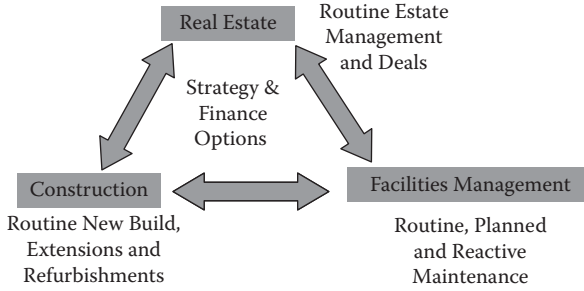 Real Estate
Routine Estate
Management
and Deals
Strategy &
Finance
Options
Construction
Routine New Build,
Extensions and
Refurbishments
Facilities Management
Routine, Planned
and Reactive
Maintenance